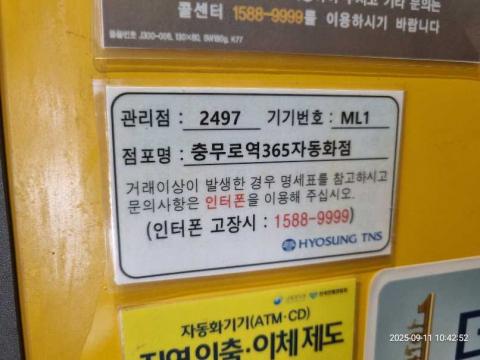 콜센터 1588-9999를 이용하시기 바랍니다
관리점 : 2497 기기번호 : ML1
점포명 : 충무로역365자동화점
거래이상이 발생한 경우 명세표를 참고하시고
문의사항은 인터폰을 이용해 주십시오.
(인터폰 고장시 : 1588-9999)
HYOSUNG TNS
자동화기기(ATM·CD)
지연인출·이체 제도
2025-09-11 10:42:52